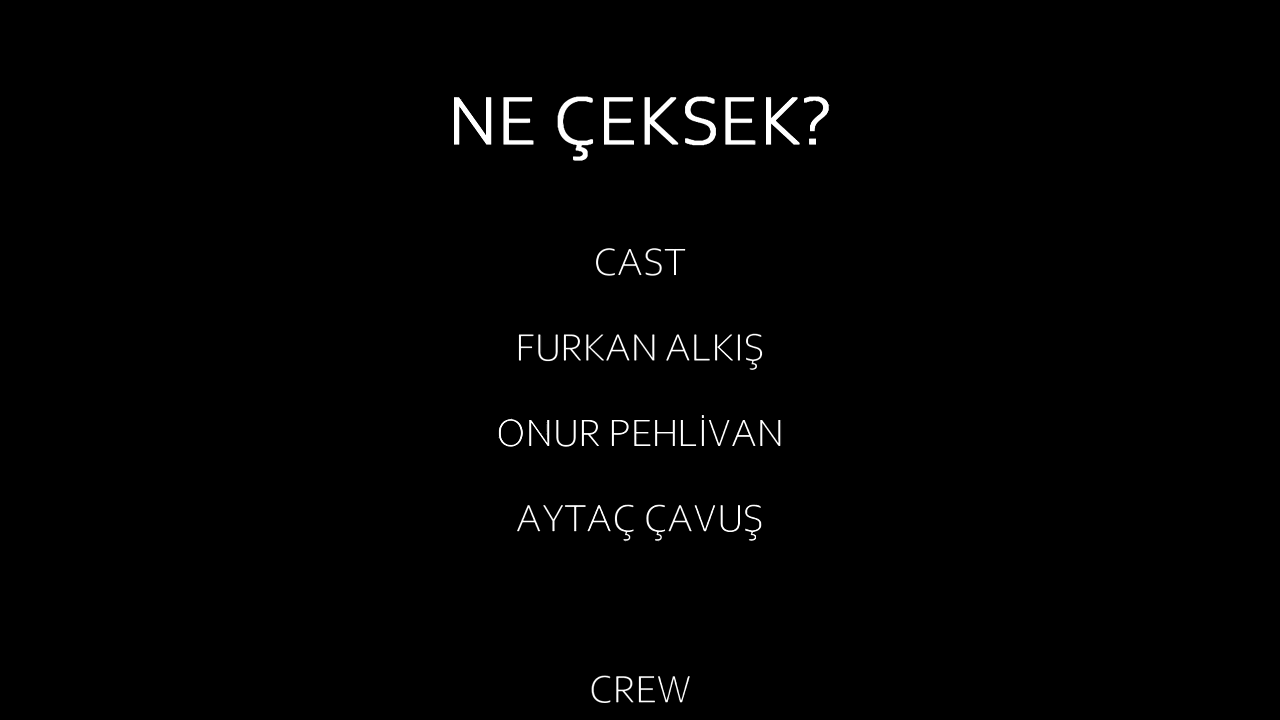 NE ÇEKSEK?
CAST
FURKAN ALKIŞ
ONUR PEHLİVAN
AYTAÇ ÇAVUŞ
CREW